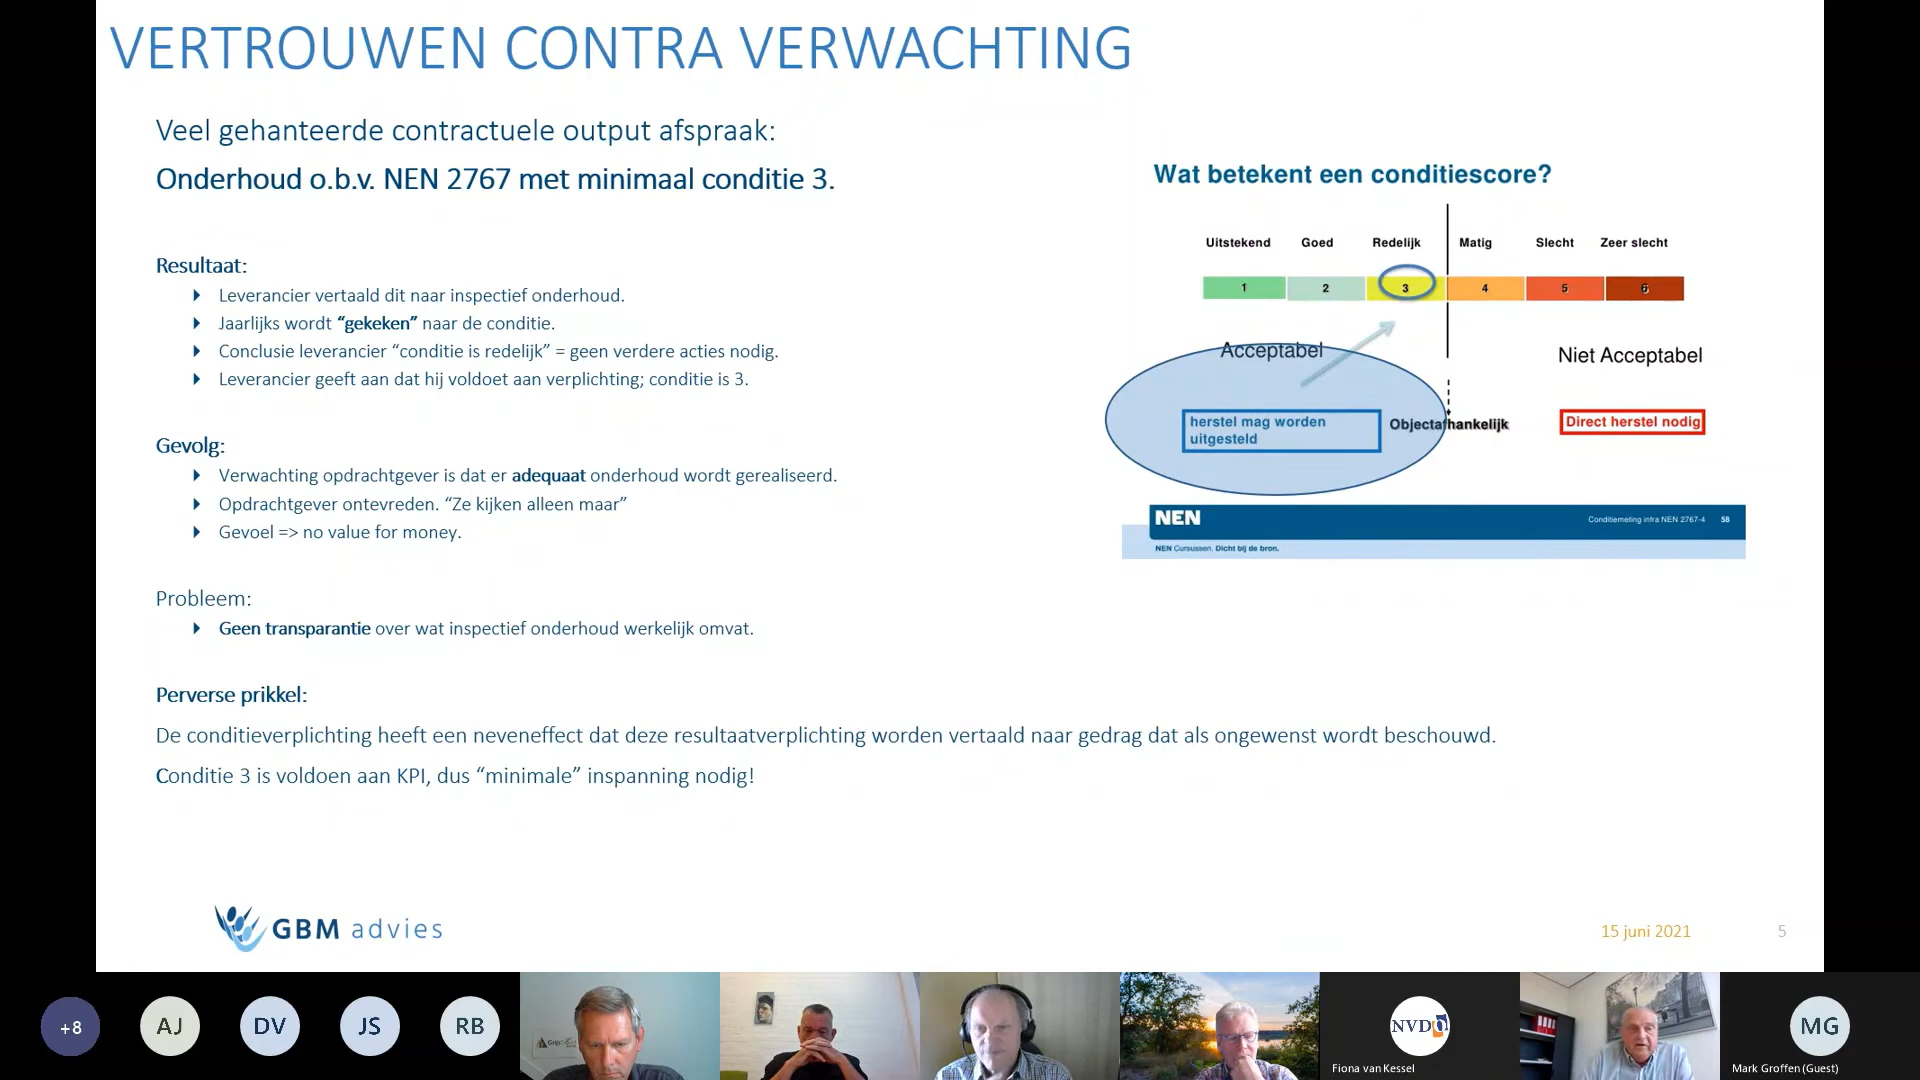 VERTROUWEN CONTRA VERWACHTING
Veel gehanteerde contractuele output afspraak:
Onderhoud o.b.v. NEN 2767 met minimaal conditie 3.
Resultaat:
Leverancier vertaald dit naar inspectief onderhoud.
Jaarlijks wordt “gekeken” naar de conditie.
Conclusie leverancier “conditie is redelijk” = geen verdere acties nodig.
Leverancier geeft aan dat hij voldoet aan verplichting; conditie is 3.
Gevolg:
Verwachting opdrachtgever is dat er adequaat onderhoud wordt gerealiseerd.
Opdrachtgever ontevreden. “Ze kijken alleen maar”
Gevoel => no value for money.
Probleem:
Geen transparantie over wat inspectief onderhoud werkelijk omvat.
Perverse prikkel:
De conditieverplichting heeft een neveneffect dat deze resultaatverplichting worden vertaald naar gedrag dat als ongewenst wordt beschouwd.
Conditie 3 is voldoen aan KPI, dus “minimale” inspanning nodig!
Wat betekent een conditiescore?
Uitstekend Goed Redelijk Matig Slecht Zeer slecht
1 2 3 4 5 6
Acceptabel Niet Acceptabel
herstel mag worden
uitgesteld
Objectafhankelijk
Direct herstel nodig
NEN Conditiemeting infra NEN 2767-4 58
NEN Cursussen. Dicht bij de bron.
GBM advies
15 juni 2021 5
+8 AJ DV JS RB NVDO MG
Fiona van Kessel
Mark Groffen (Guest)